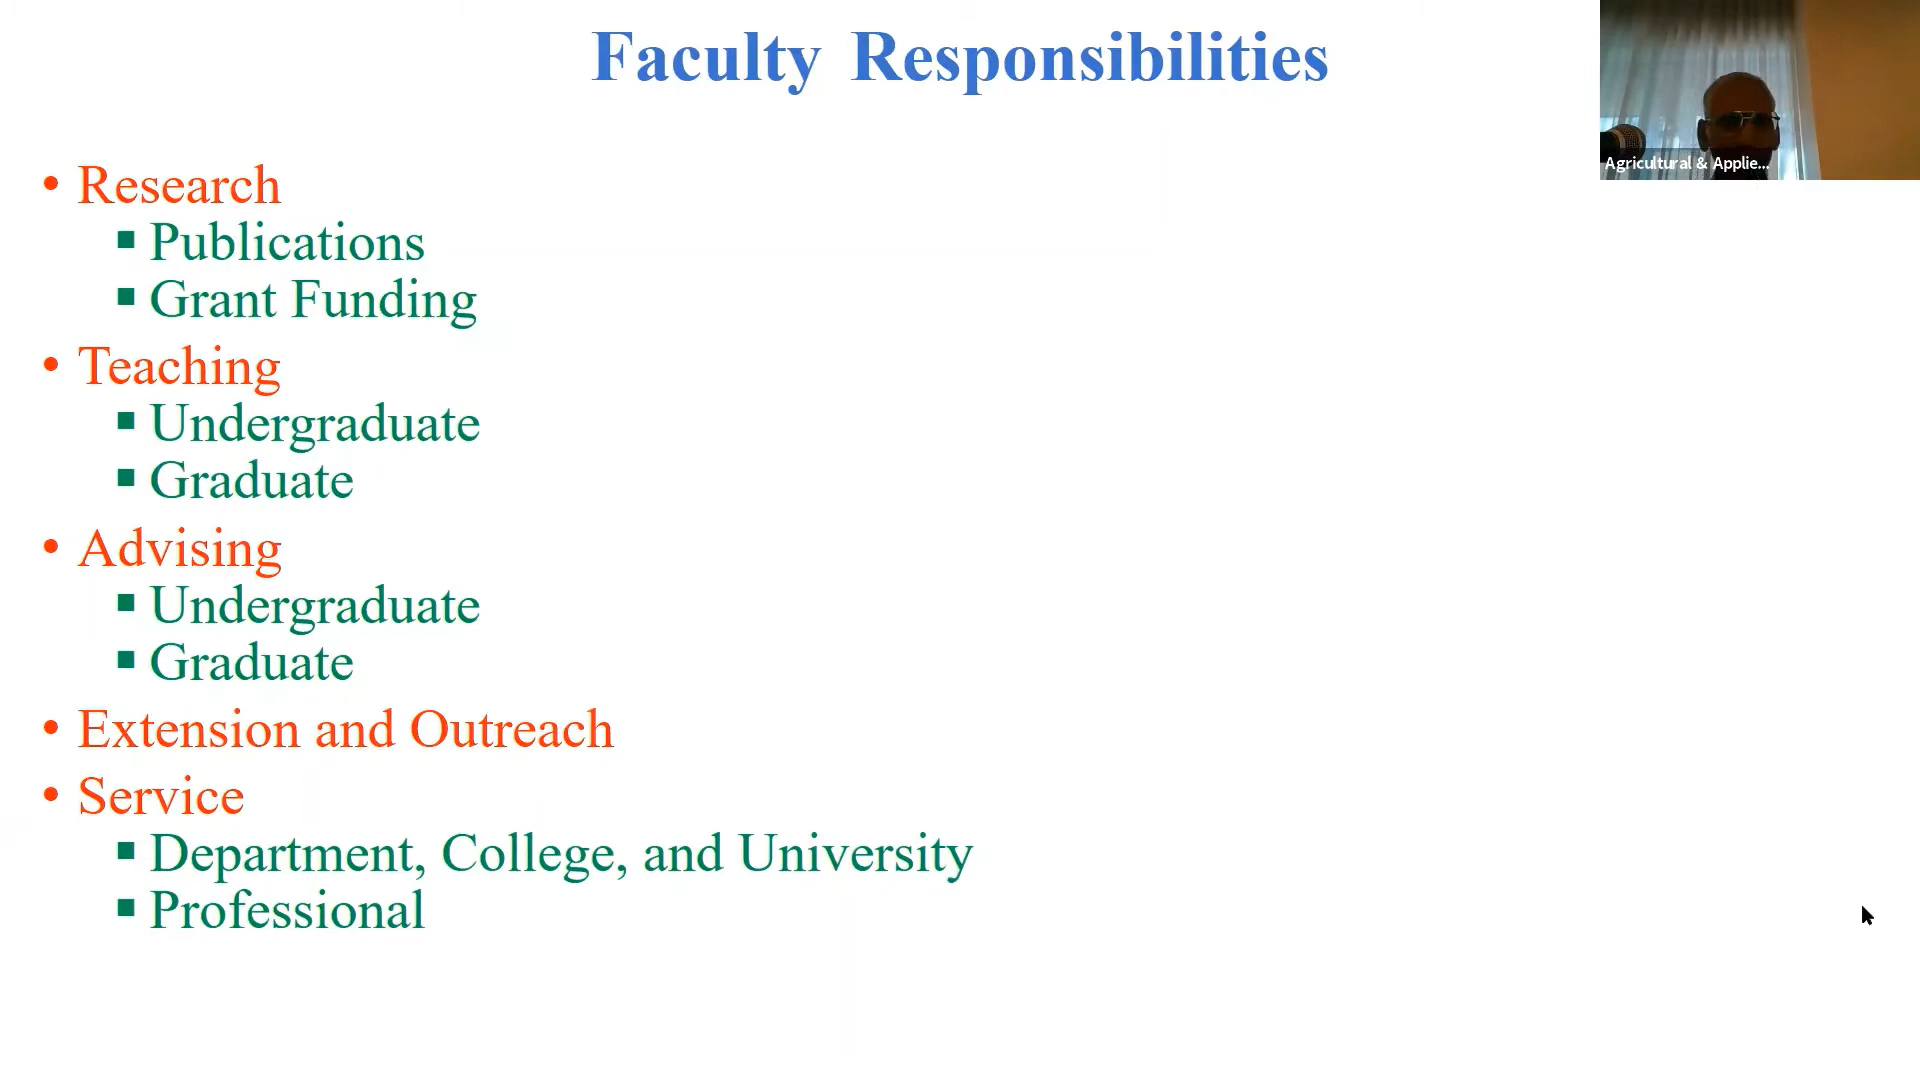 Faculty Responsibilities
Agricultural & Applie...
• Research
▪ Publications
▪ Grant Funding
• Teaching
▪ Undergraduate
▪ Graduate
• Advising
▪ Undergraduate
▪ Graduate
• Extension and Outreach
• Service
▪ Department, College, and University
▪ Professional